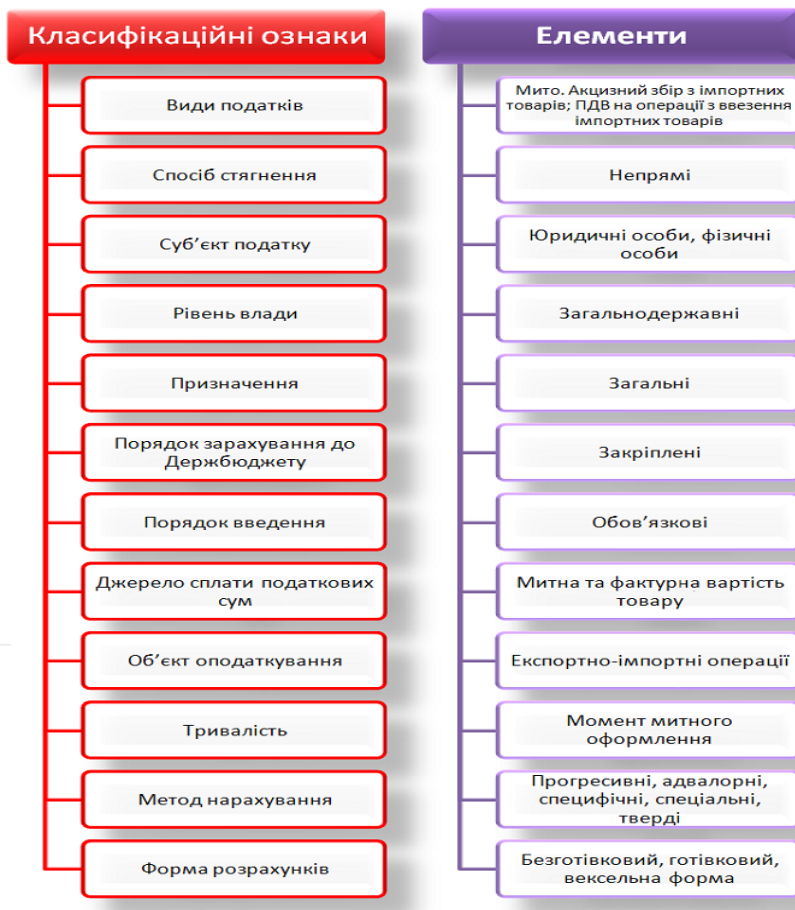 Класифікаційні ознаки
Види податків
Спосіб стягнення
Суб’єкт податку
Рівень влади
Призначення
Порядок зарахування до
Держбюджету
Порядок введення
Джерело сплати податкових
сум
Об’єкт оподаткування
Тривалість
Метод нарахування
Форма розрахунків
Елементи
Мито. Акцизний збір з імпортних
товарів; ПДВ на операції з ввезення
імпортних товарів
Непрямі
Юридичні особи, фізичні
особи
Загальнодержавні
Загальні
Закріплені
Обов’язкові
Митна та фактурна вартість
товару
Експортно-імпортні операції
Момент митного
оформлення
Прогресивні, адвалорні,
специфічні, спеціальні,
тверді
Безготівковий, готівковий,
вексельна форма